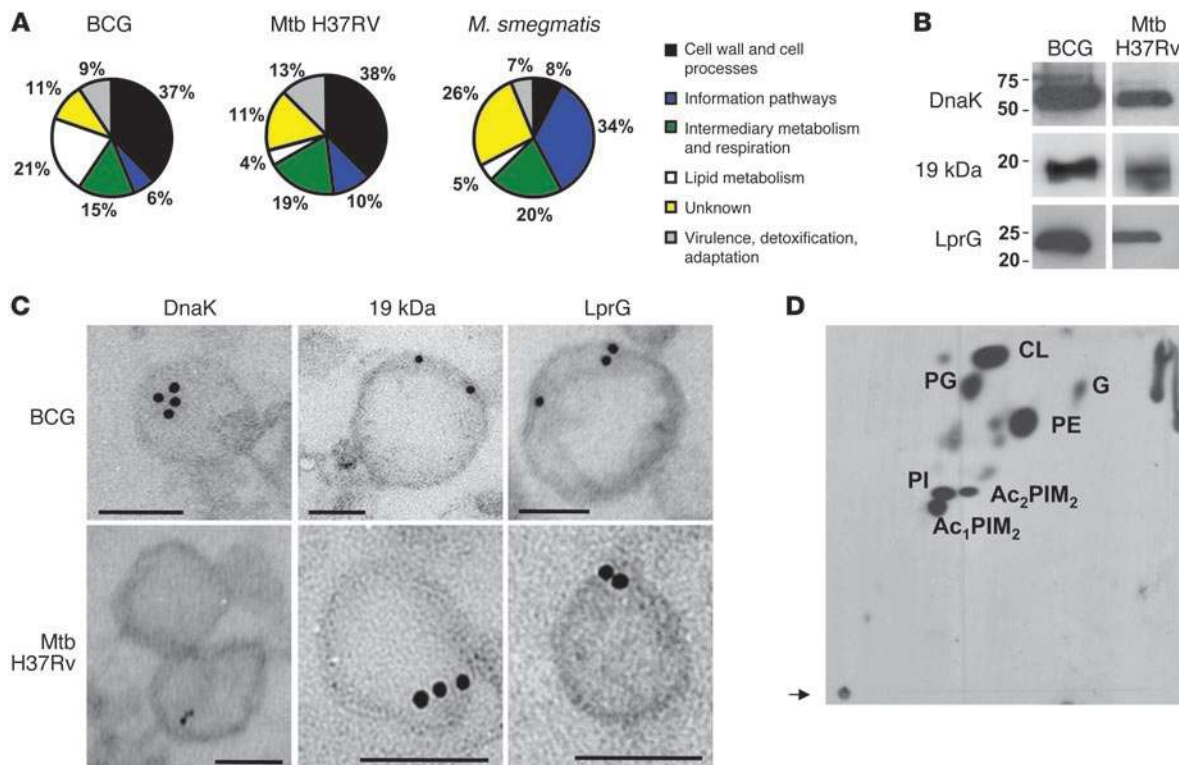 A
BCG
Mtb H37RV
M. smegmatis
9%
11%
37%
21%
15%
6%
13%
11%
38%
4%
19%
10%
7%
8%
26%
34%
5%
20%
Cell wall and cell
processes
Information pathways
Intermediary metabolism
and respiration
Lipid metabolism
Unknown
Virulence, detoxification,
adaptation
B
BCG
Mtb
H37Rv
DnaK
75
50
19 kDa
20
LprG
25
20
C
DnaK
19 kDa
LprG
BCG
Mtb
H37Rv
D
CL
PG
G
PE
PI
Ac₂PIM₂
Ac₁PIM₂